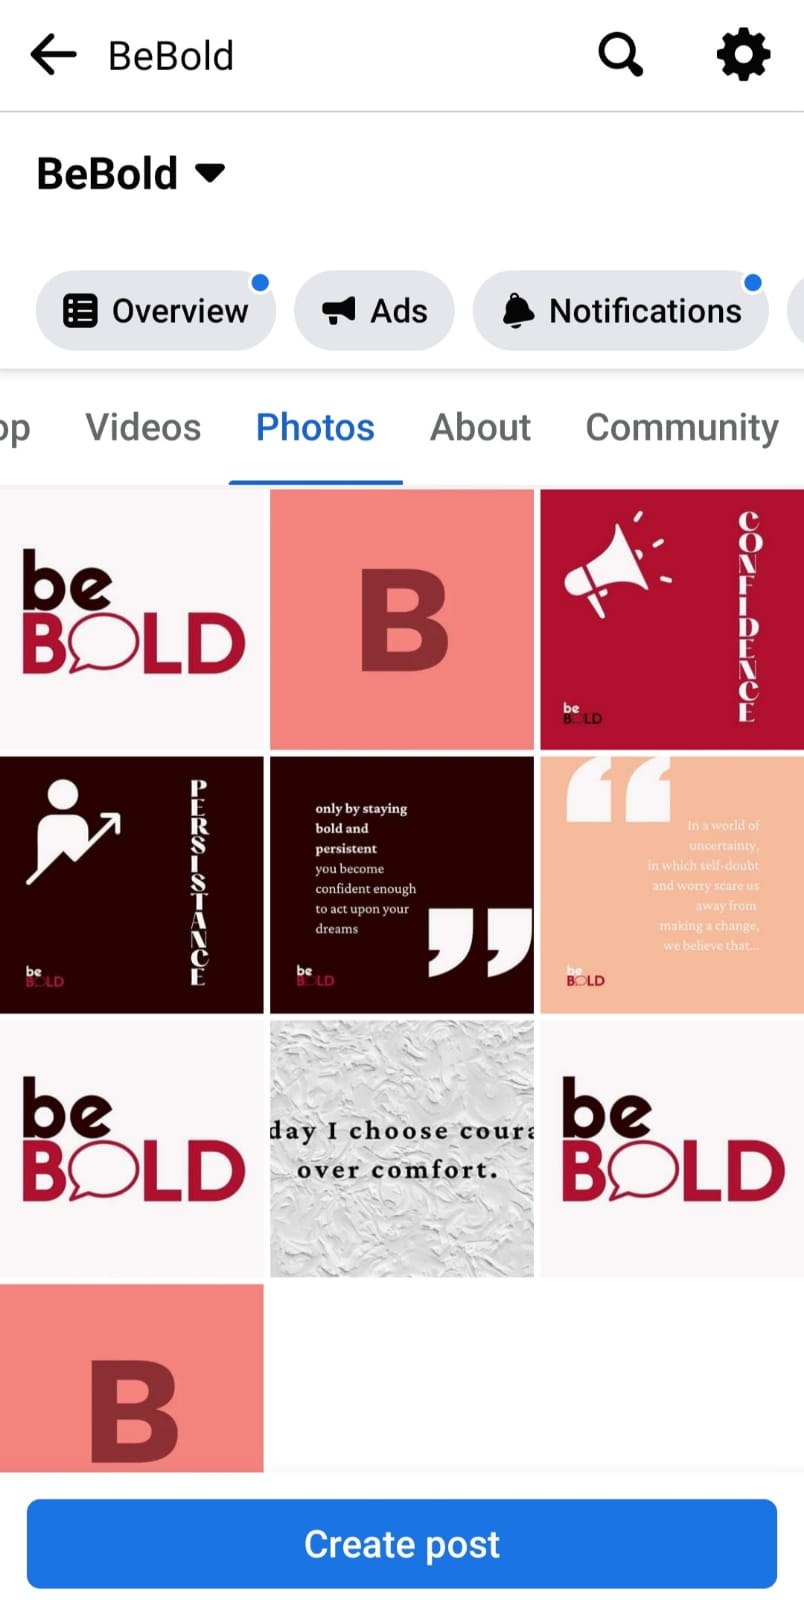 BeBold
BeBold
Overview
Ads
Notifications
op
Videos
Photos
About
Community
be
BOLD
B
CONFIDENCE
be
BOLD
PERSISTANCE
be
BOLD
only by staying
bold and
persistent
you become
confident enough
to act upon your
dreams
”
be
BOLD
“
In a world of
uncertainty,
in which self-doubt
and worry scare us
away from
making a change,
we believe that...
be
BOLD
be
BOLD
day I choose coura
over comfort.
be
BOLD
B
Create post